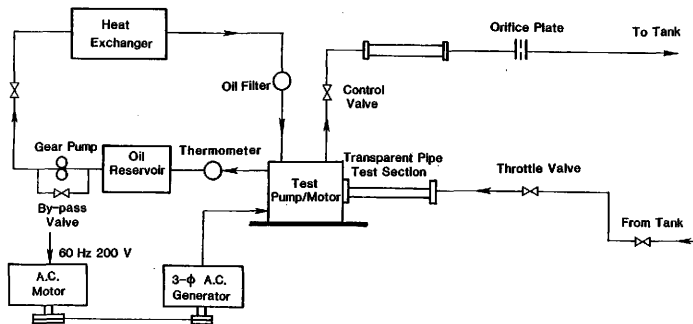 Heat
Exchanger
Orifice Plate
To Tank
Oil Filter
Control
Valve
Gear Pump
Oil
Reservoir
Thermometer
Transparent Pipe
Test Section
Throttle Valve
Test
Pump/Motor
By-pass
Valve
From Tank
60 Hz 200 V
A.C.
Motor
3-ϕ A.C.
Generator